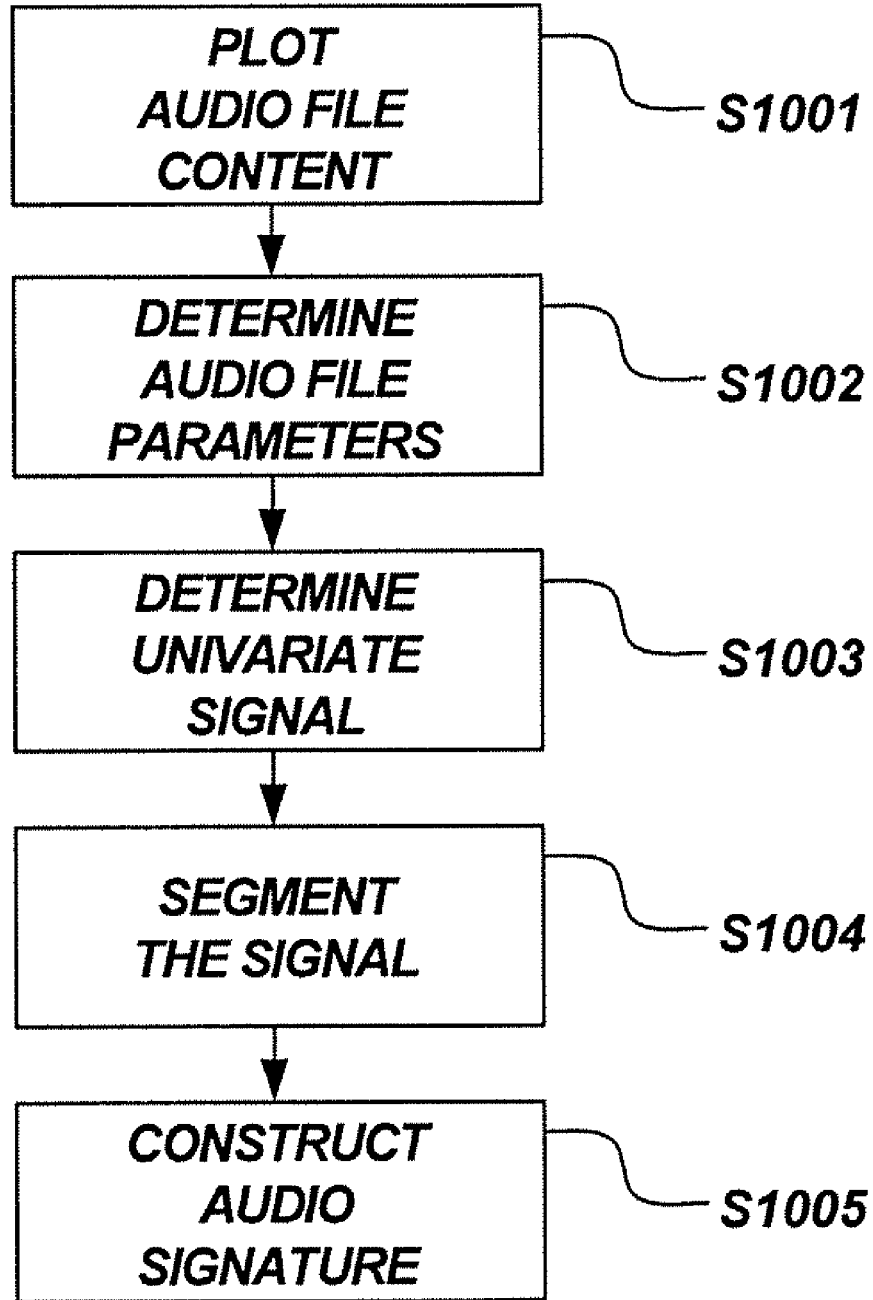 PLOT
AUDIO FILE
CONTENT
S1001
DETERMINE
AUDIO FILE
PARAMETERS
S1002
DETERMINE
UNIVARIATE
SIGNAL
S1003
SEGMENT
THE SIGNAL
S1004
CONSTRUCT
AUDIO
SIGNATURE
S1005